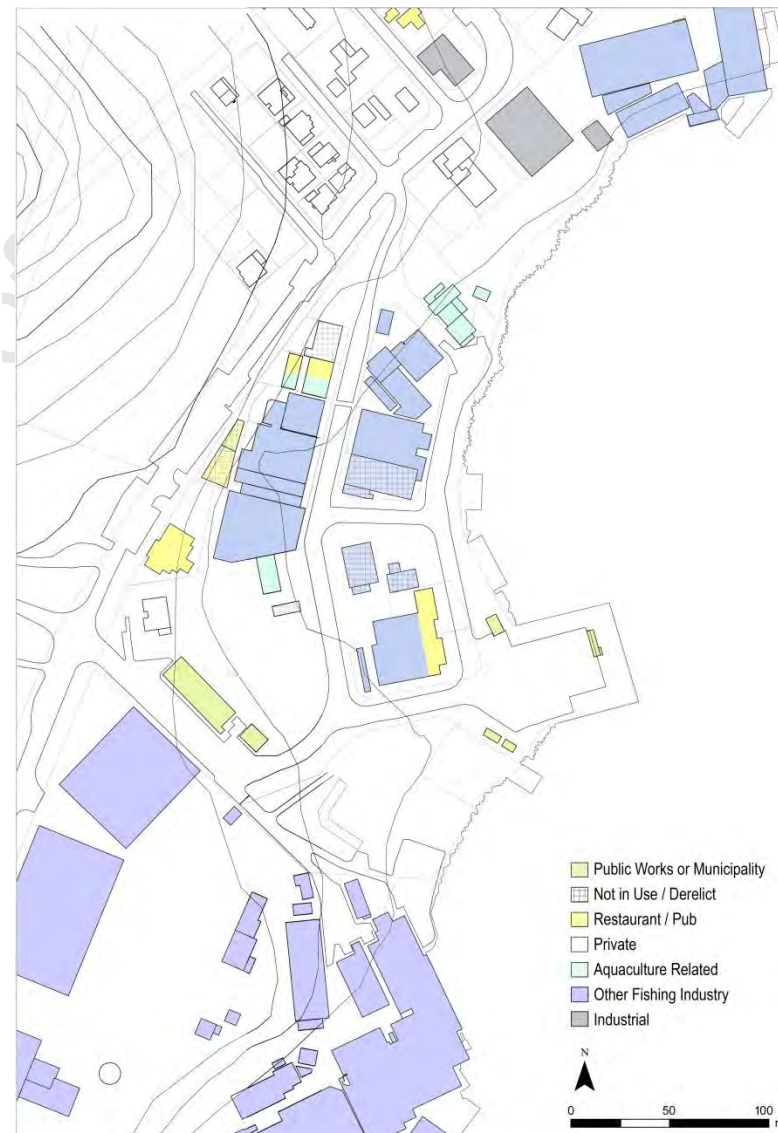 Public Works or Municipality
Not in Use / Derelict
Restaurant / Pub
Private
Aquaculture Related
Other Fishing Industry
Industrial
N
0 50 100